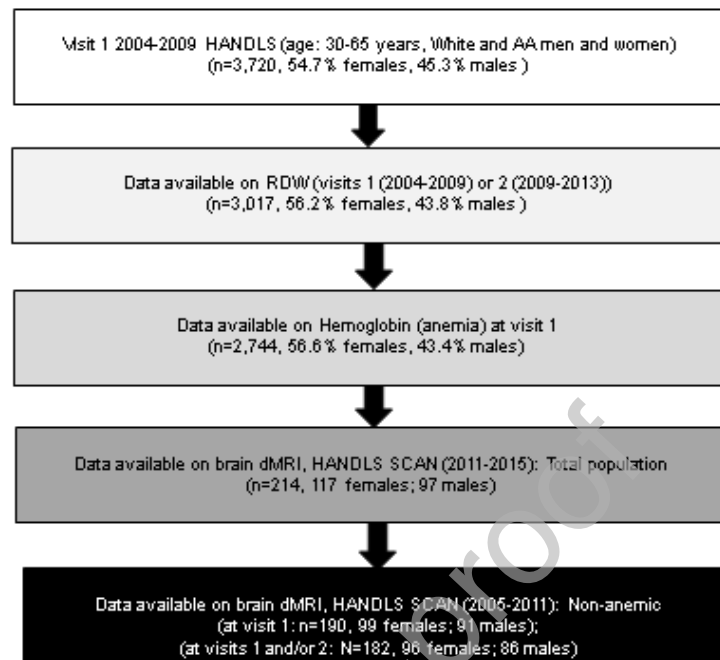 Visit 1 2004-2009 HANDLS (age: 30-65 years, White and AA men and women)
(n=3,720, 54.7% females, 45.3% males )
Data available on RDW (visits 1 (2004-2009) or 2 (2009-2013))
(n=3,017, 56.2% females, 43.8% males )
Data available on Hemoglobin (anemia) at visit 1
(n=2,744, 56.6% females, 43.4% males)
Data available on brain dMRI, HANDLS SCAN (2011-2015): Total population
(n=214, 117 females; 97 males)
Data available on brain dMRI, HANDLS SCAN (2005-2011): Non-anemic
(at visit 1: n=190, 99 females; 91 males);
(at visits 1 and/or 2: N=182, 96 females; 86 males)
proof